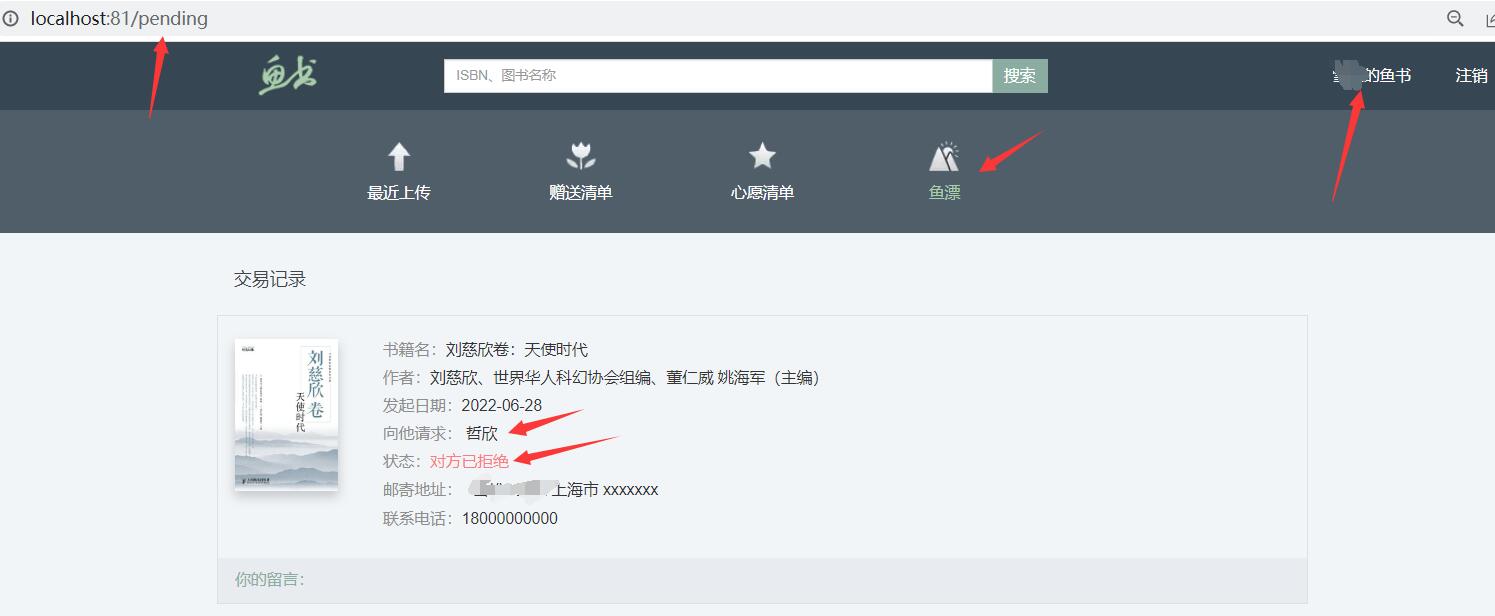 localhost:81/pending
鱼书
ISBN、图书名称
搜索
的鱼书
注销
最近上传
赠送清单
心愿清单
鱼漂
交易记录
刘慈欣卷
天使时代
书籍名：刘慈欣卷：天使时代
作者：刘慈欣、世界华人科幻协会组编、董仁威 姚海军（主编）
发起日期：2022-06-28
向他请求： 哲欣
状态：对方已拒绝
邮寄地址： 上海市 xxxxxxx
联系电话：18000000000
你的留言：